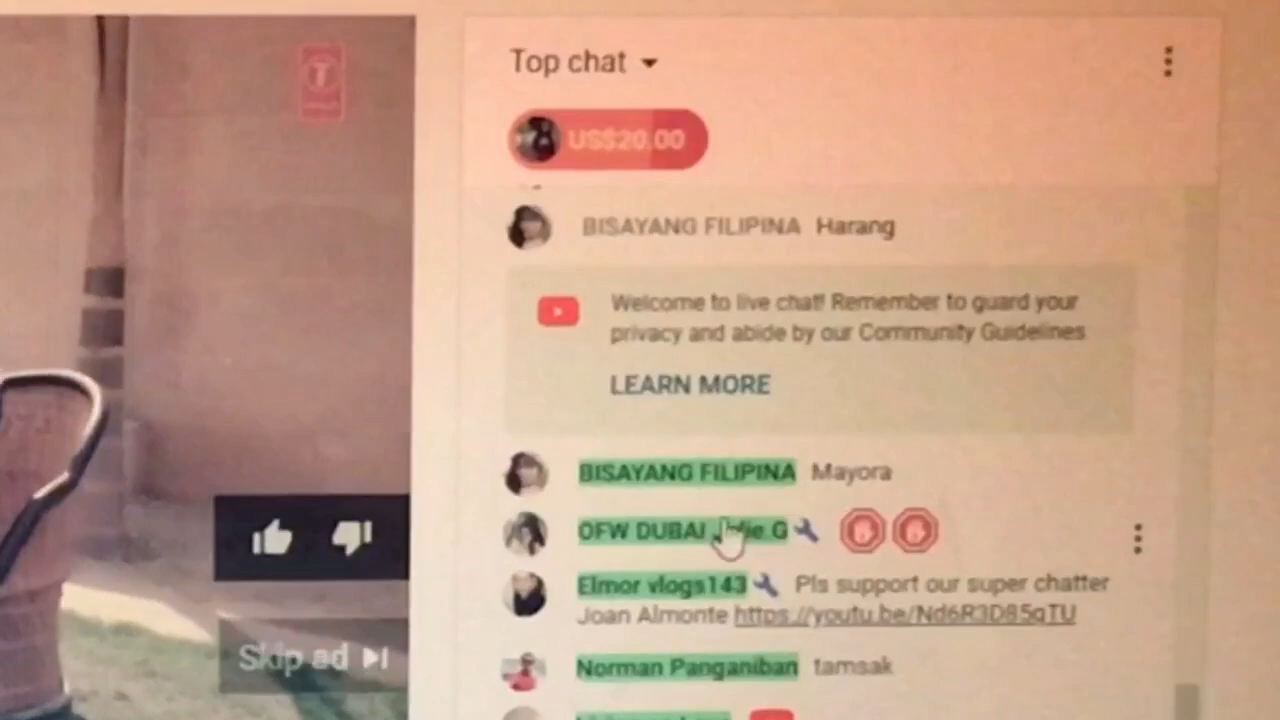 Top chat
US$20.00
BISAYANG FILIPINA Harang
Welcome to live chat! Remember to guard your
privacy and abide by our Community Guidelines
LEARN MORE
BISAYANG FILIPINA Mayora
OFW DUBAI Jolie G
Elmor vlogs143 Pls support our super chatter
Joan Almonte https://youtu.be/Nd6R3D85qTU
Skip ad
Norman Panganiban tamsak